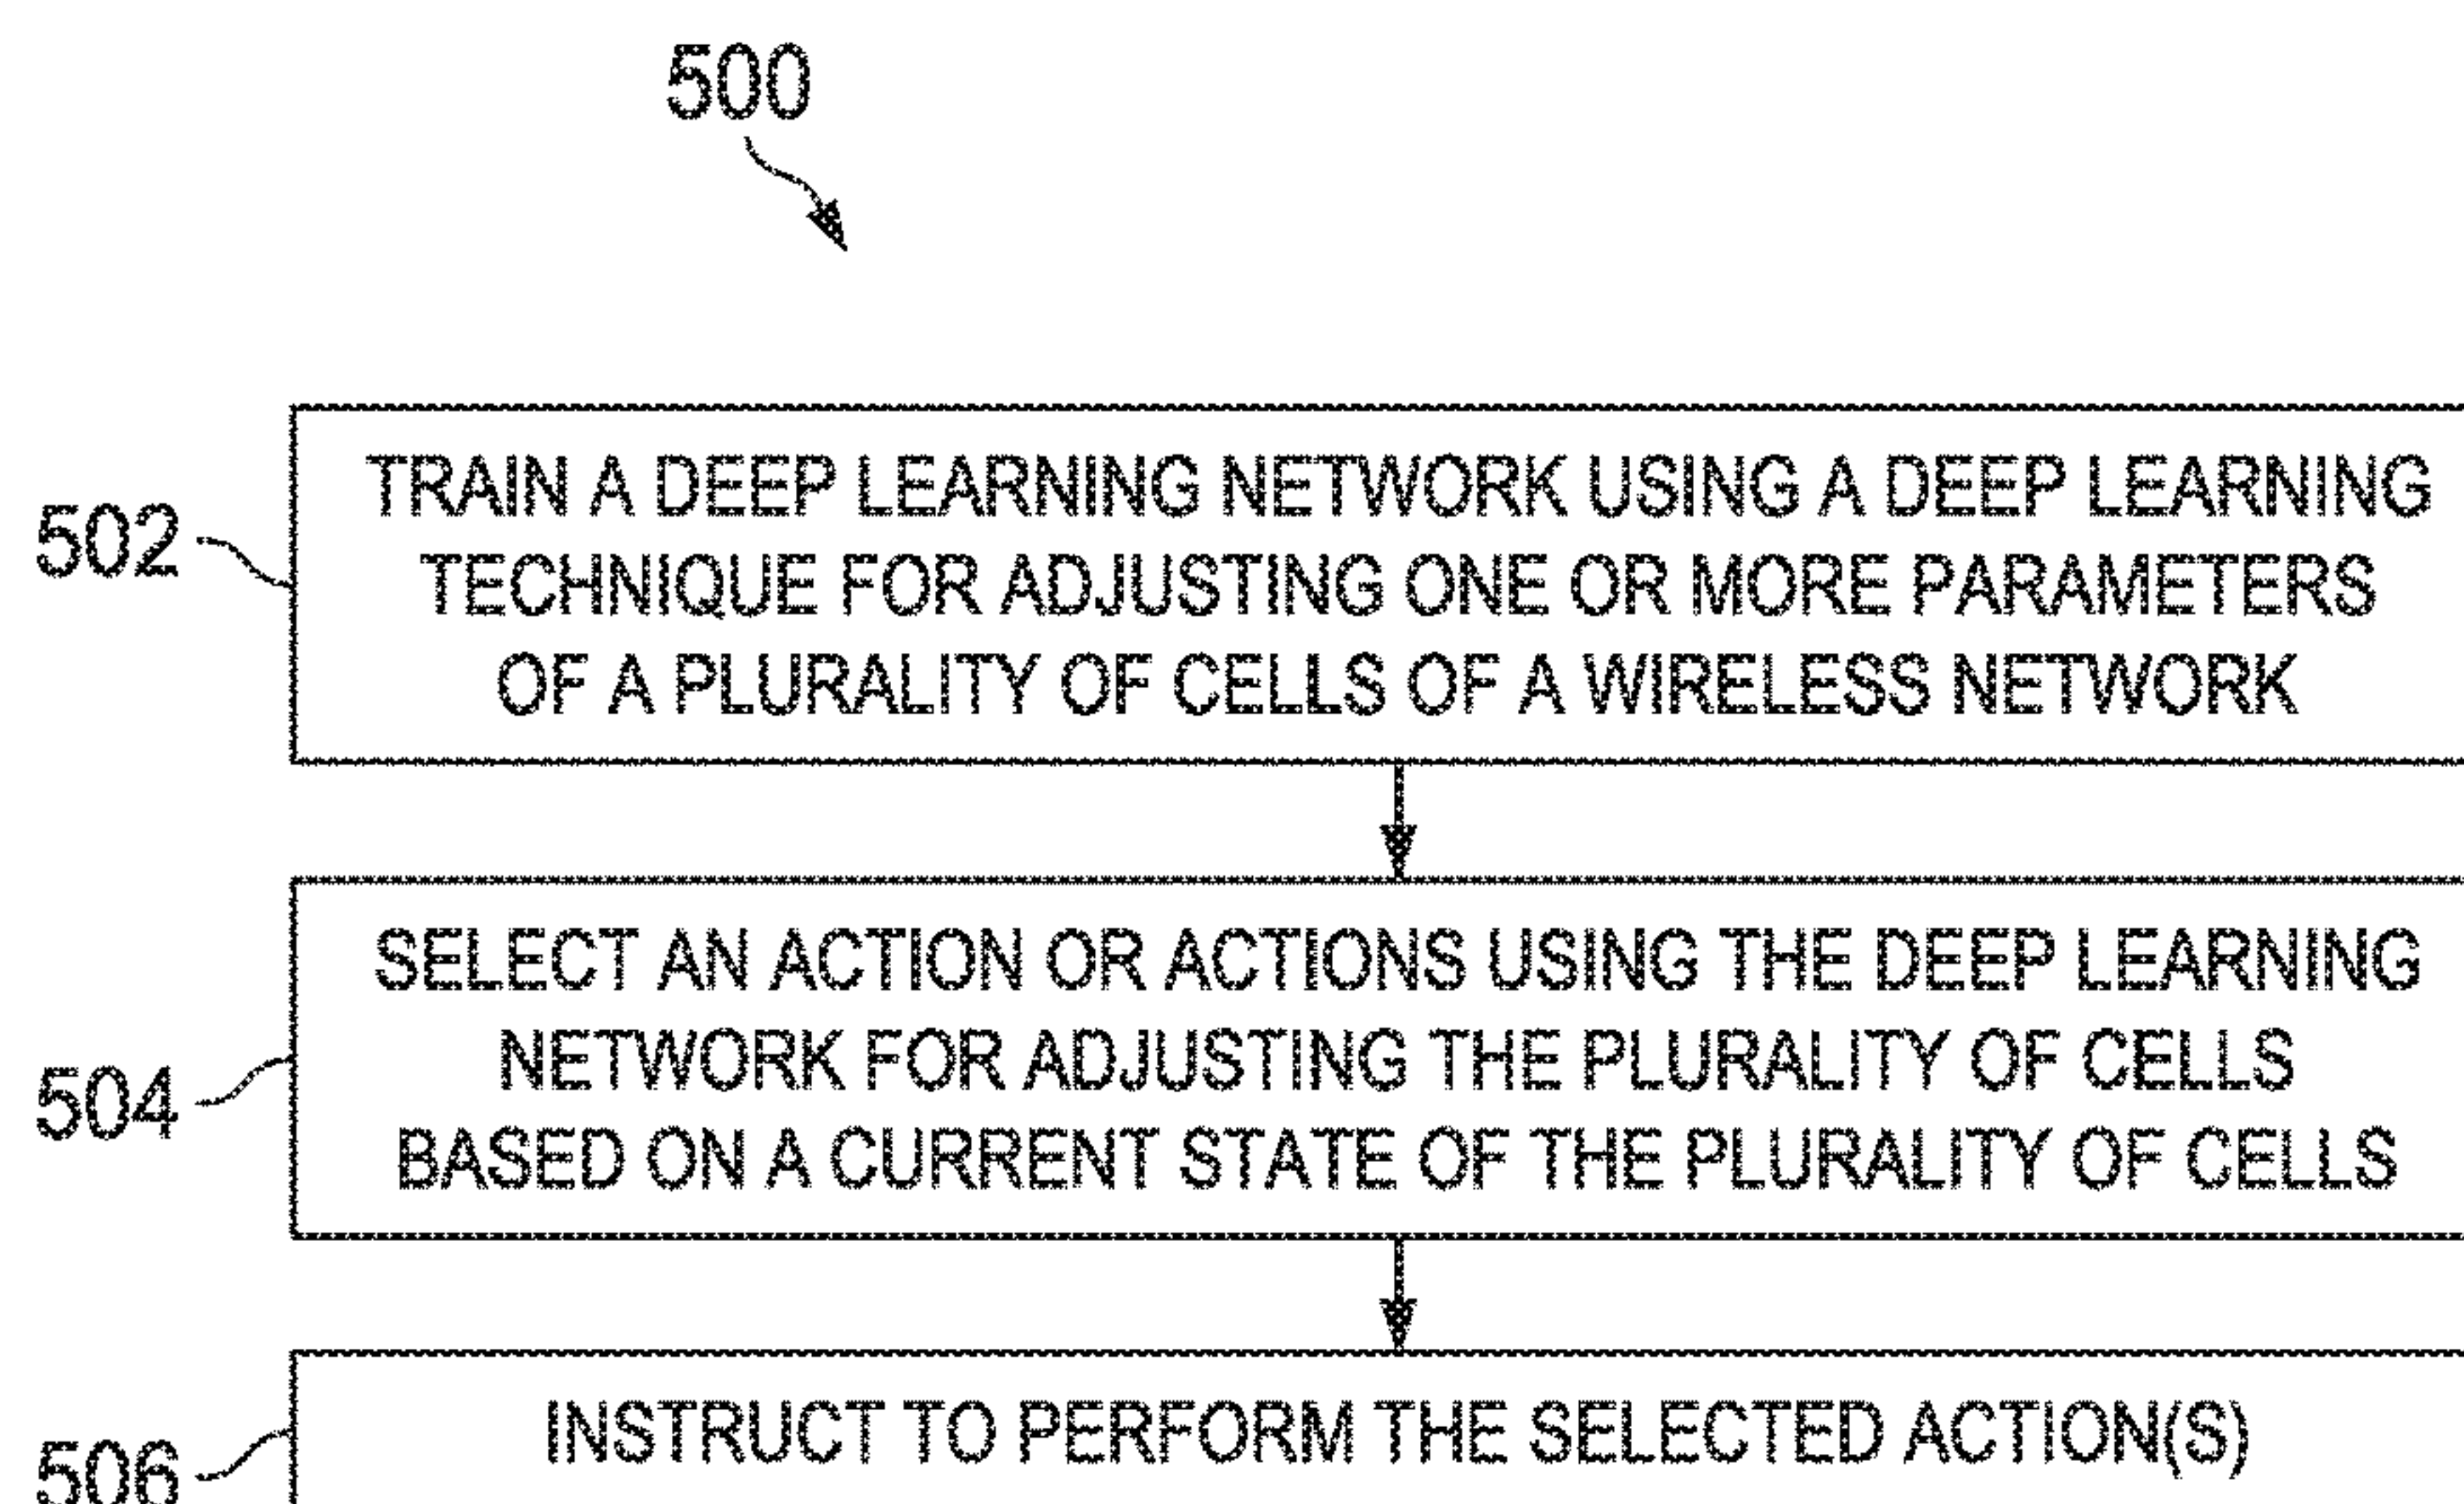 500
502
TRAIN A DEEP LEARNING NETWORK USING A DEEP LEARNING
TECHNIQUE FOR ADJUSTING ONE OR MORE PARAMETERS
OF A PLURALITY OF CELLS OF A WIRELESS NETWORK
504
SELECT AN ACTION OR ACTIONS USING THE DEEP LEARNING
NETWORK FOR ADJUSTING THE PLURALITY OF CELLS
BASED ON A CURRENT STATE OF THE PLURALITY OF CELLS
506
INSTRUCT TO PERFORM THE SELECTED ACTION(S)